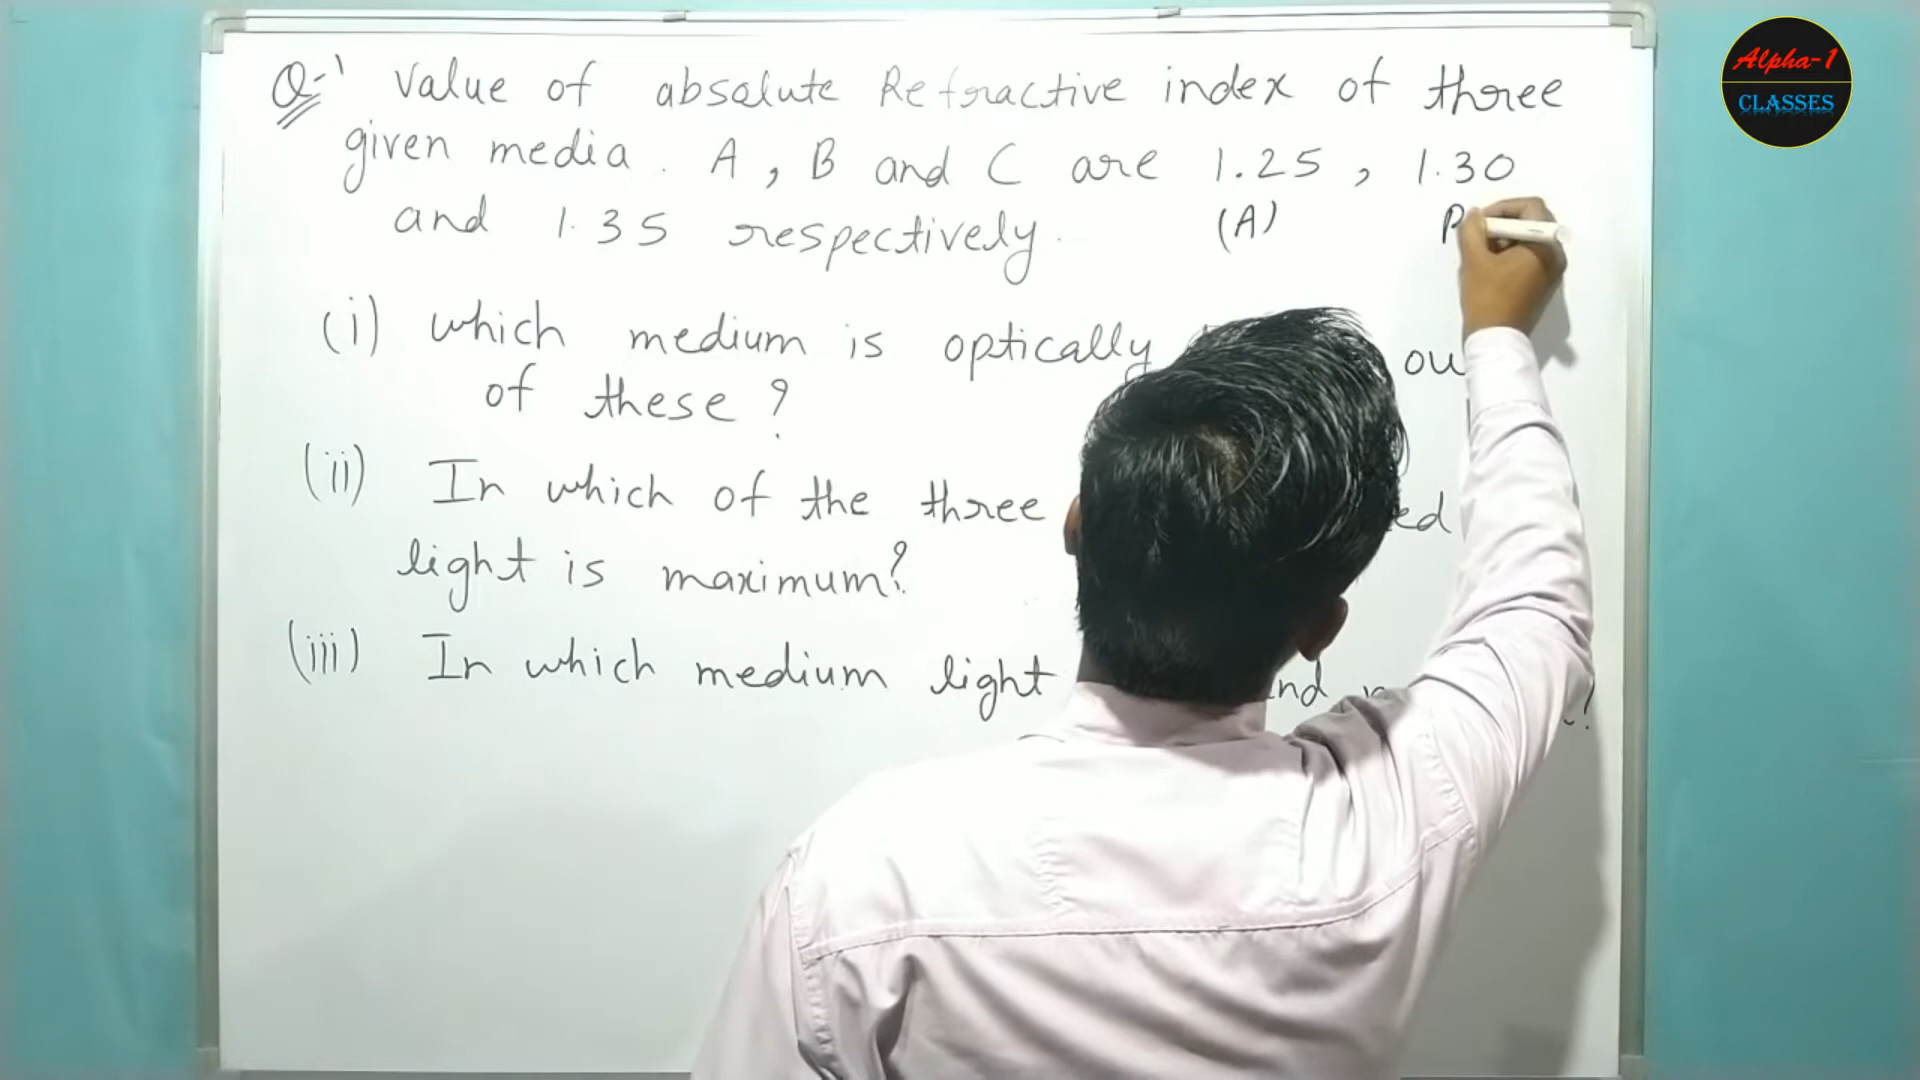 Q-1 Value of absolute Refractive index of three
given media. A, B and C are 1.25, 1.30
and 1.35 respectively. (A)
(i) which medium is optically
of these?
(ii) In which of the three
light is maximum?
(iii) In which medium light
Alpha-1
CLASSES